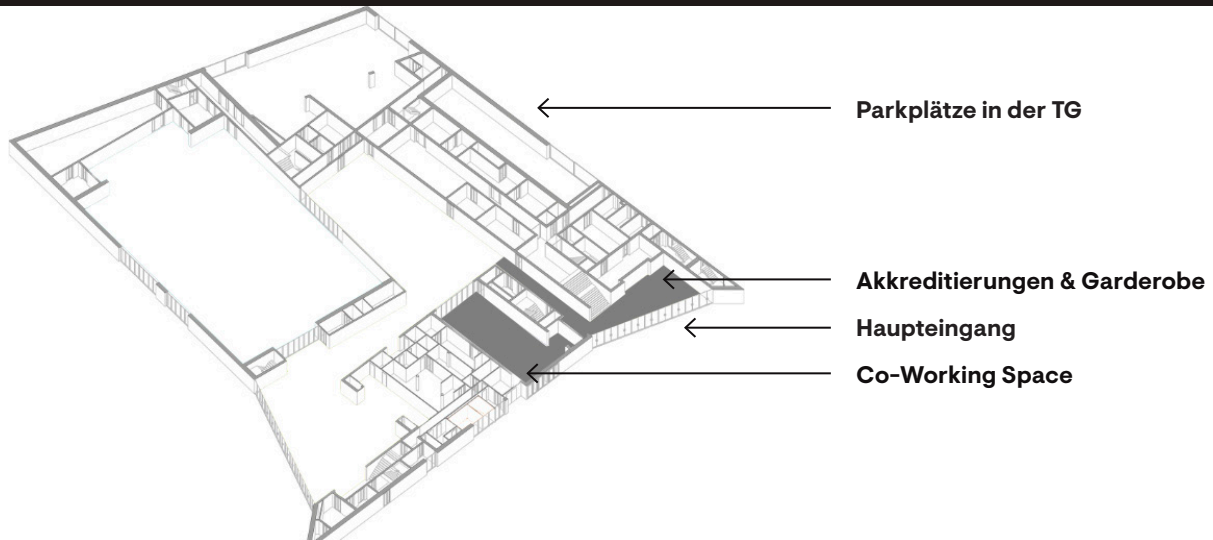 Parkplätze in der TG
Akkreditierungen & Garderobe
Haupteingang
Co-Working Space